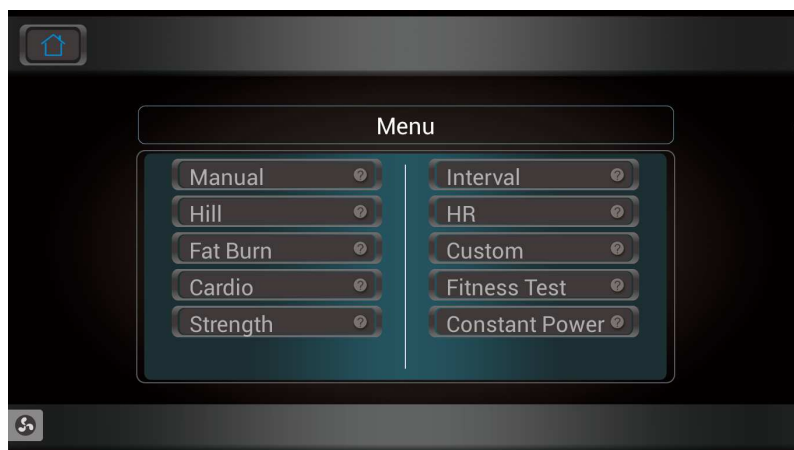 Menu
Manual
Hill
Fat Burn
Cardio
Strength
Interval
HR
Custom
Fitness Test
Constant Power